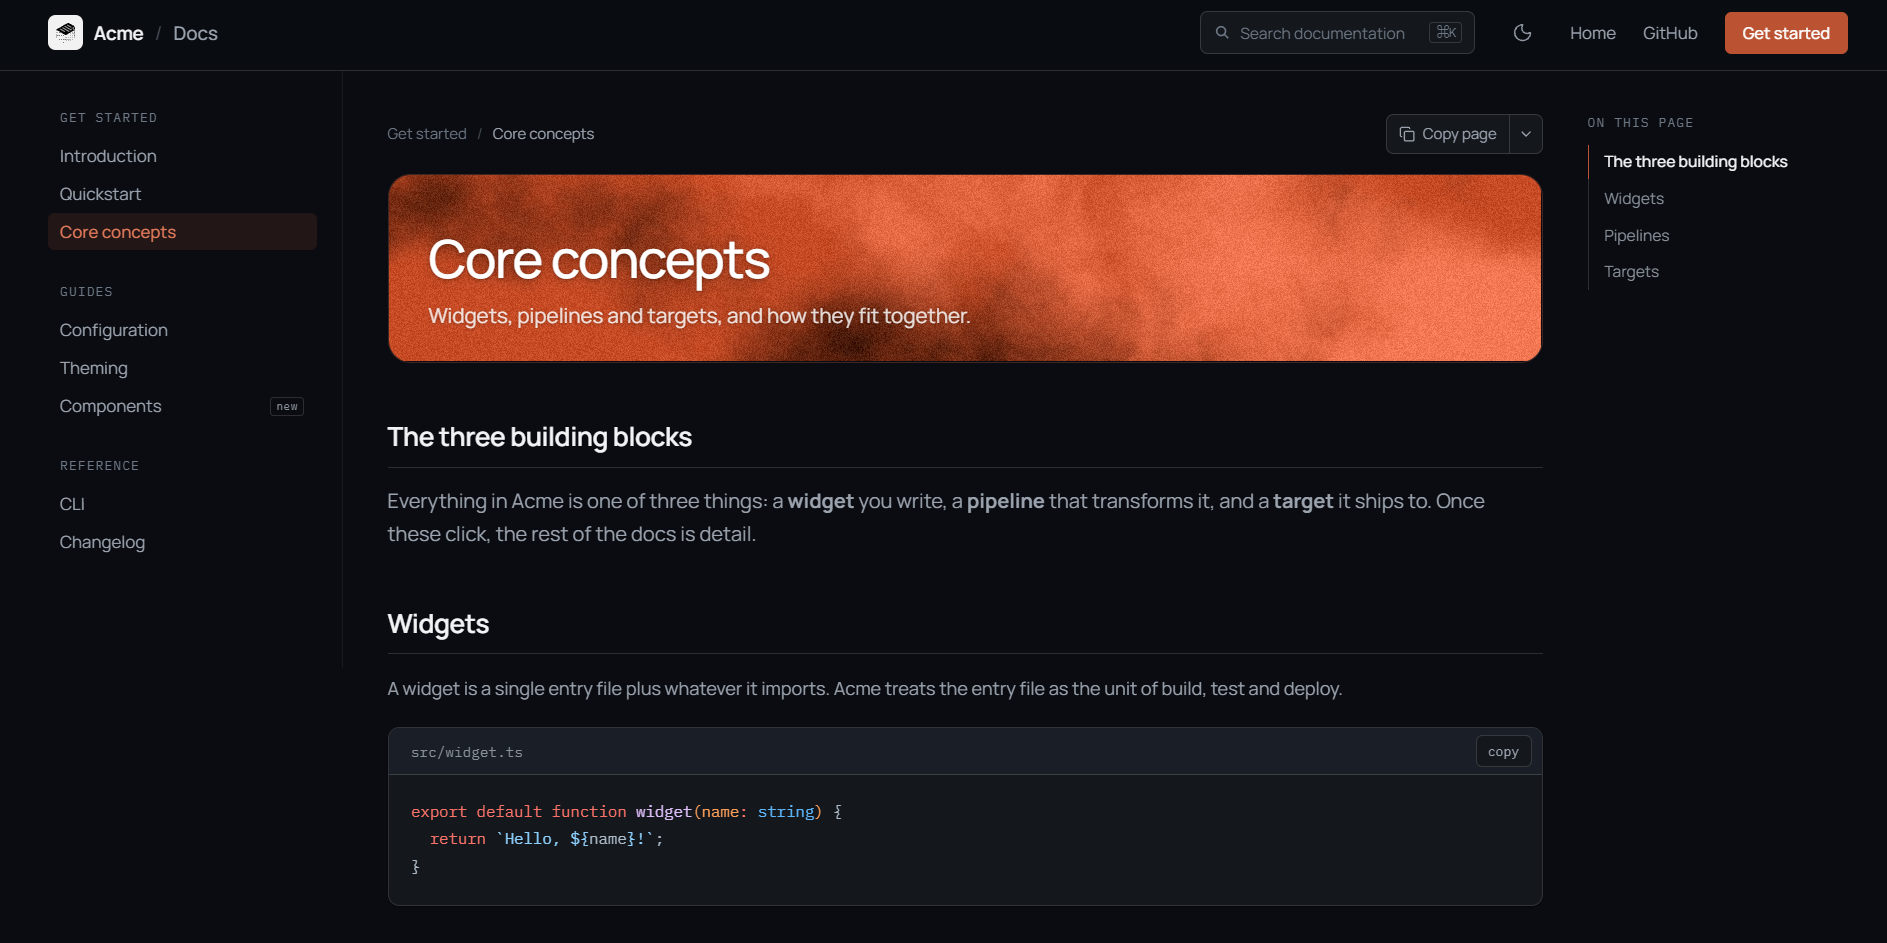 Acme / Docs
Search documentation ⌘K
Home
GitHub
Get started
GET STARTED
Introduction
Quickstart
Core concepts
GUIDES
Configuration
Theming
Components new
REFERENCE
CLI
Changelog
Get started / Core concepts
Copy page
Core concepts
Widgets, pipelines and targets, and how they fit together.
The three building blocks
Everything in Acme is one of three things: a widget you write, a pipeline that transforms it, and a target it ships to. Once
these click, the rest of the docs is detail.
Widgets
A widget is a single entry file plus whatever it imports. Acme treats the entry file as the unit of build, test and deploy.
src/widget.ts
copy
export default function widget(name: string) {
  return `Hello, ${name}!`;
}
ON THIS PAGE
The three building blocks
Widgets
Pipelines
Targets